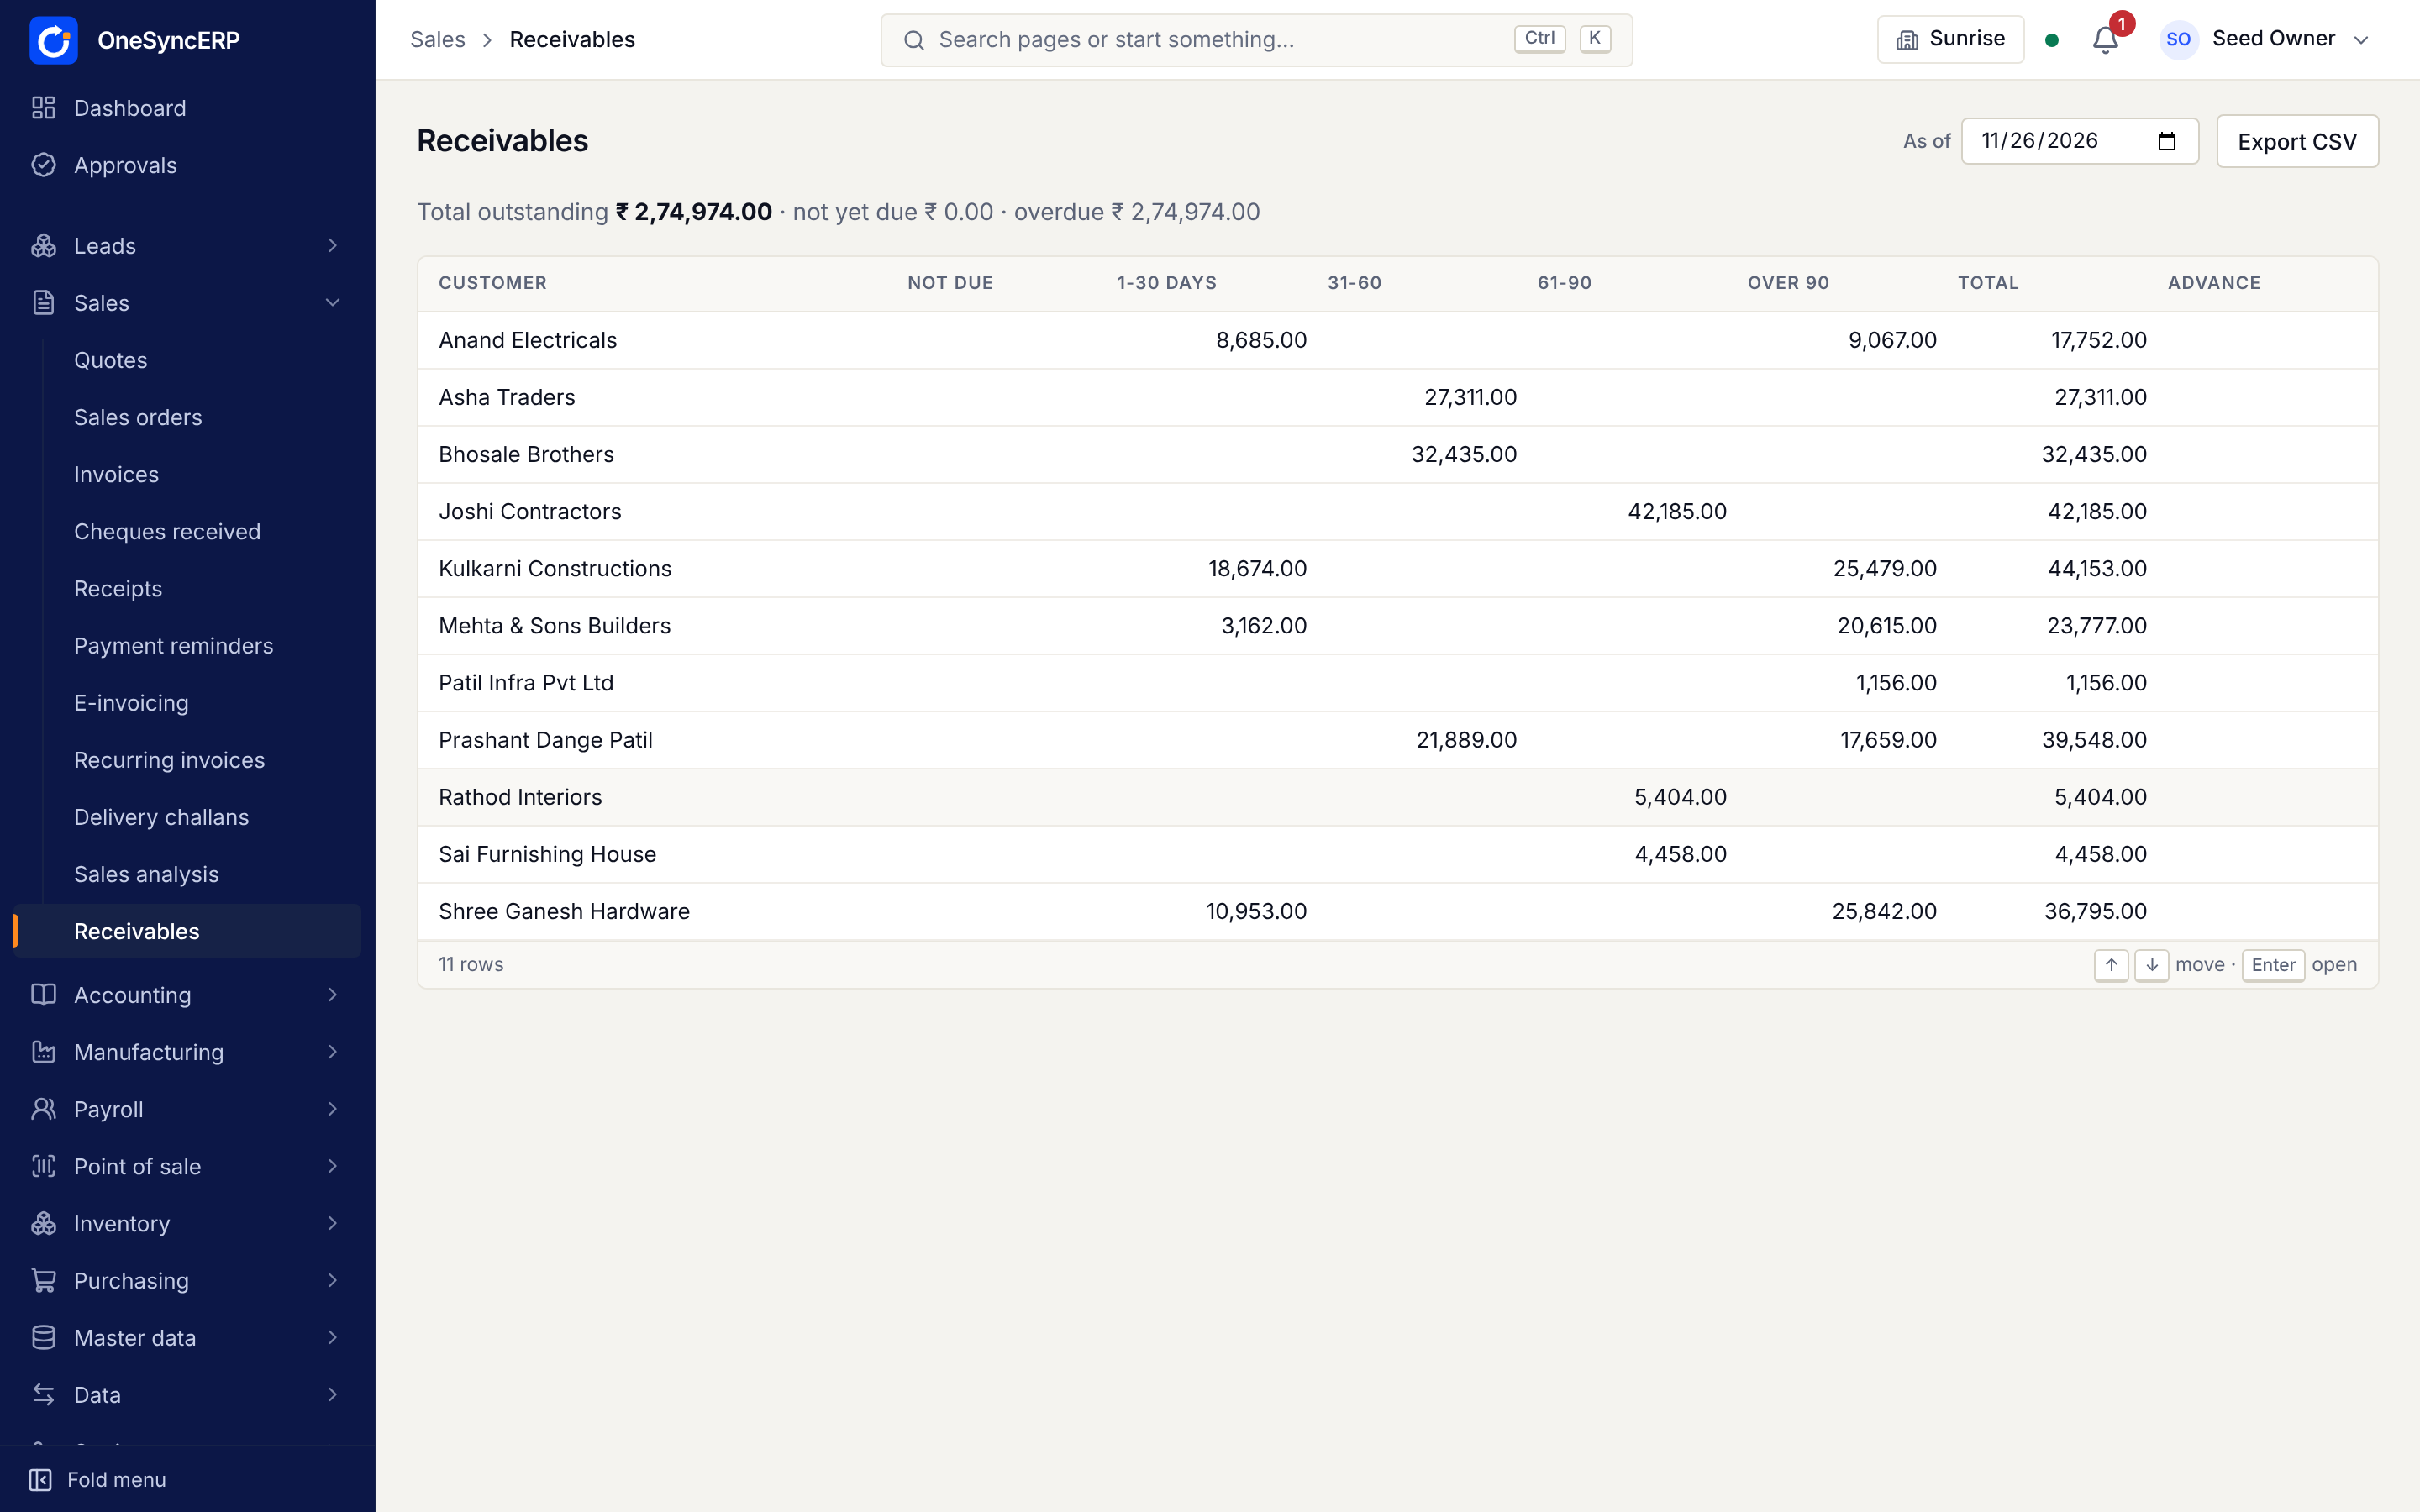 OneSyncERP
Sales > Receivables
Search pages or start something... Ctrl K
Sunrise
1
SO Seed Owner
Dashboard
Approvals
Leads
Sales
Quotes
Sales orders
Invoices
Cheques received
Receipts
Payment reminders
E-invoicing
Recurring invoices
Delivery challans
Sales analysis
Receivables
Accounting
Manufacturing
Payroll
Point of sale
Inventory
Purchasing
Master data
Data
Fold menu
Receivables
As of 11/26/2026 Export CSV
Total outstanding ₹ 2,74,974.00 · not yet due ₹ 0.00 · overdue ₹ 2,74,974.00
CUSTOMER NOT DUE 1-30 DAYS 31-60 61-90 OVER 90 TOTAL ADVANCE
Anand Electricals 8,685.00 9,067.00 17,752.00
Asha Traders 27,311.00 27,311.00
Bhosale Brothers 32,435.00 32,435.00
Joshi Contractors 42,185.00 42,185.00
Kulkarni Constructions 18,674.00 25,479.00 44,153.00
Mehta & Sons Builders 3,162.00 20,615.00 23,777.00
Patil Infra Pvt Ltd 1,156.00 1,156.00
Prashant Dange Patil 21,889.00 17,659.00 39,548.00
Rathod Interiors 5,404.00 5,404.00
Sai Furnishing House 4,458.00 4,458.00
Shree Ganesh Hardware 10,953.00 25,842.00 36,795.00
11 rows
↑ ↓ move · Enter open